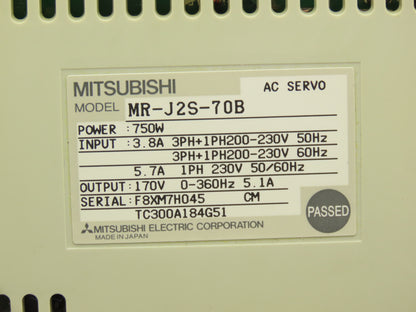 MITSUBISHI AC SERVO
MODEL MR-J2S-70B
POWER : 750W
INPUT : 3.8A 3PH+1PH200-230V 50Hz
3PH+1PH200-230V 60Hz
5.7A 1PH 230V 50/60Hz
OUTPUT: 170V 0-360Hz 5.1A
SERIAL: F8XM7H045 CM
TC300A184G51
PASSED
MITSUBISHI ELECTRIC CORPORATION
MADE IN JAPAN